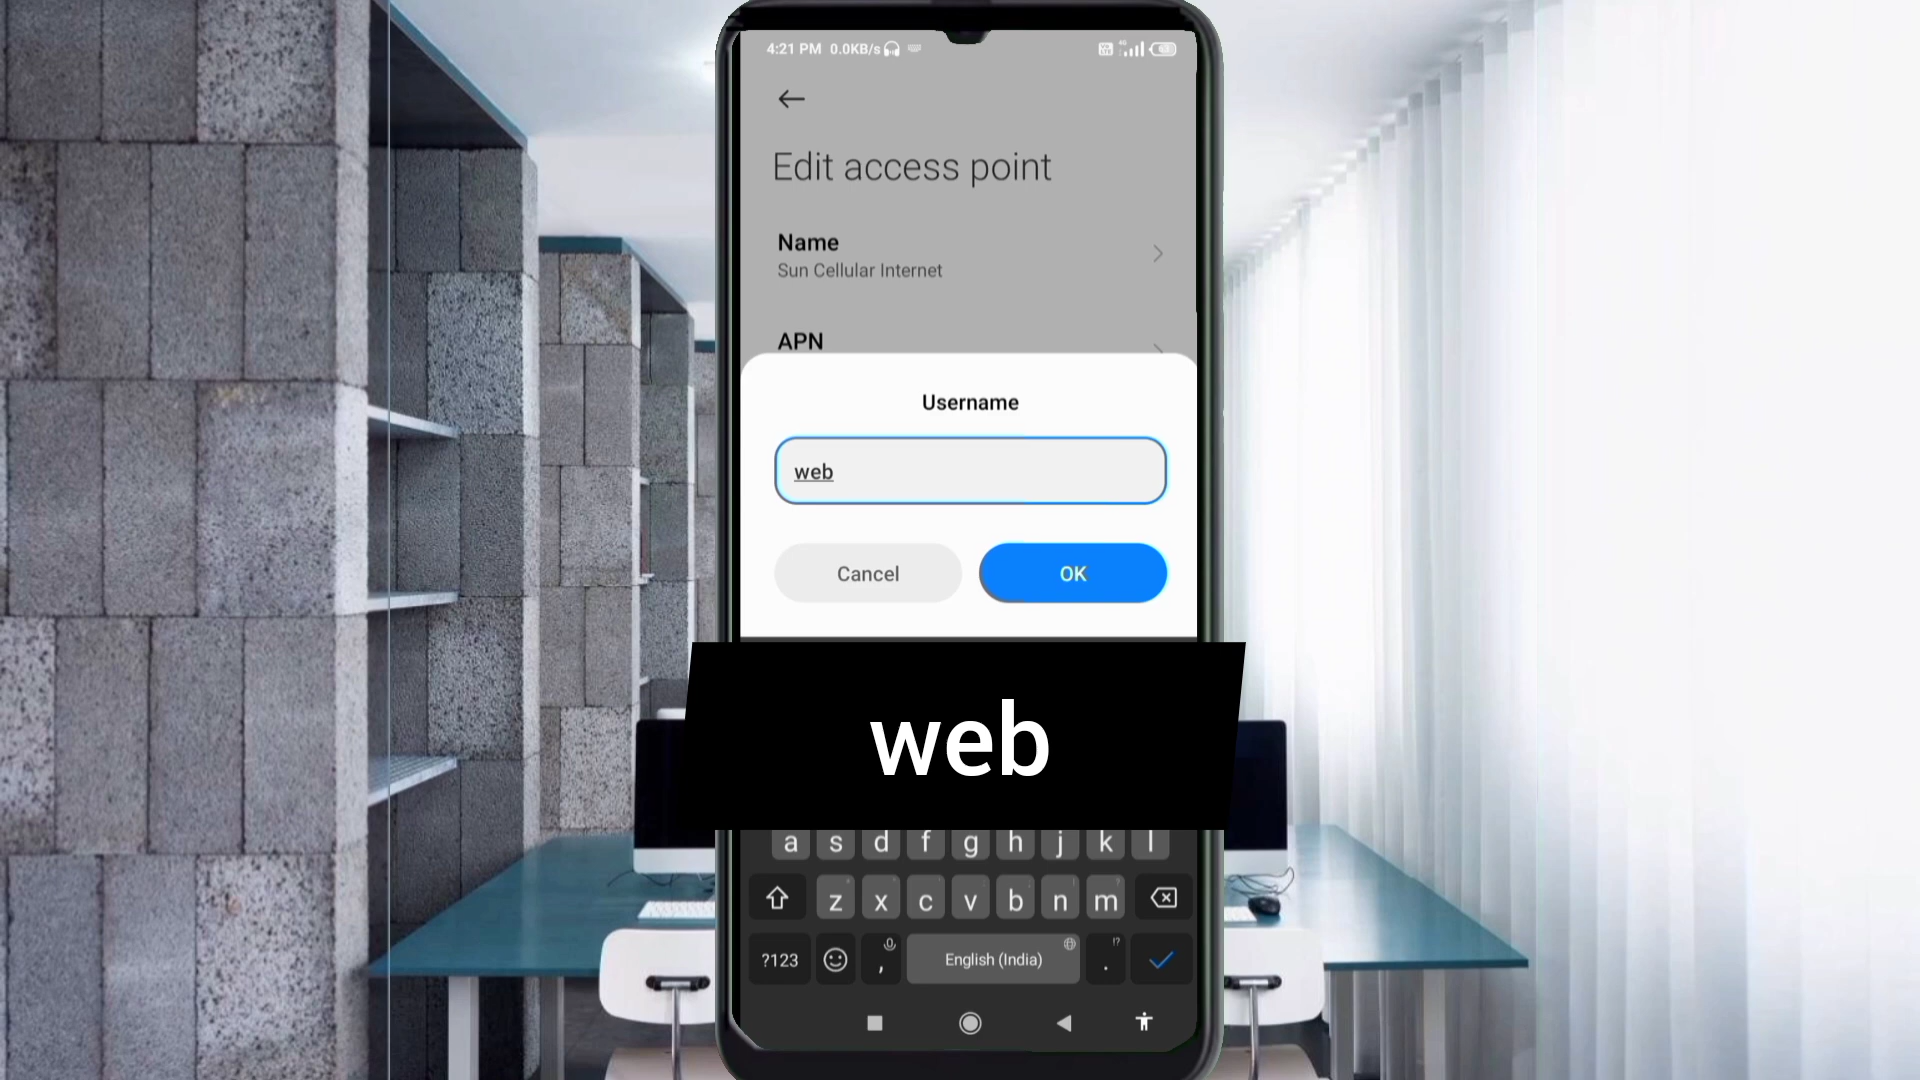 4:21 PM 0.0KB/s
Edit access point
Name
Sun Cellular Internet
APN
Username
web
Cancel
OK
web
a s d f g h j k l
z x c v b n m
?123 , English (India) . !?